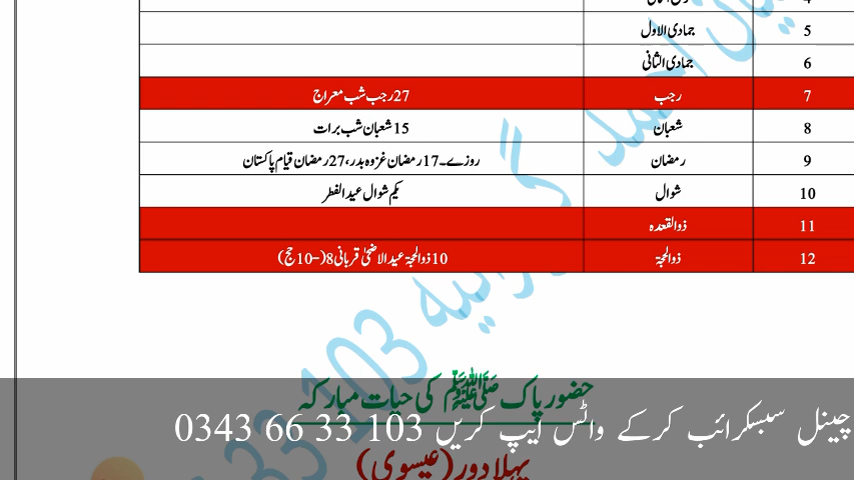 5 جمادی الاول
6 جمادی الثانی
7 رجب 27 رجب شب معراج
8 شعبان 15 شعبان شب برات
9 رمضان روزے۔ 17 رمضان غزوہ بدر، 27 رمضان قیام پاکستان
10 شوال یکم شوال عید الفطر
11 ذوالقعدہ
12 ذوالحجۃ 10 ذوالحجۃ عید الاضحیٰ قربانی 8(–10 حج)
حضور پاک ﷺ کی حیات مبارکہ
چینل سبسکرائب کرکے واٹس ایپ کریں 103 33 66 0343
پہلا دور (عیسوی)